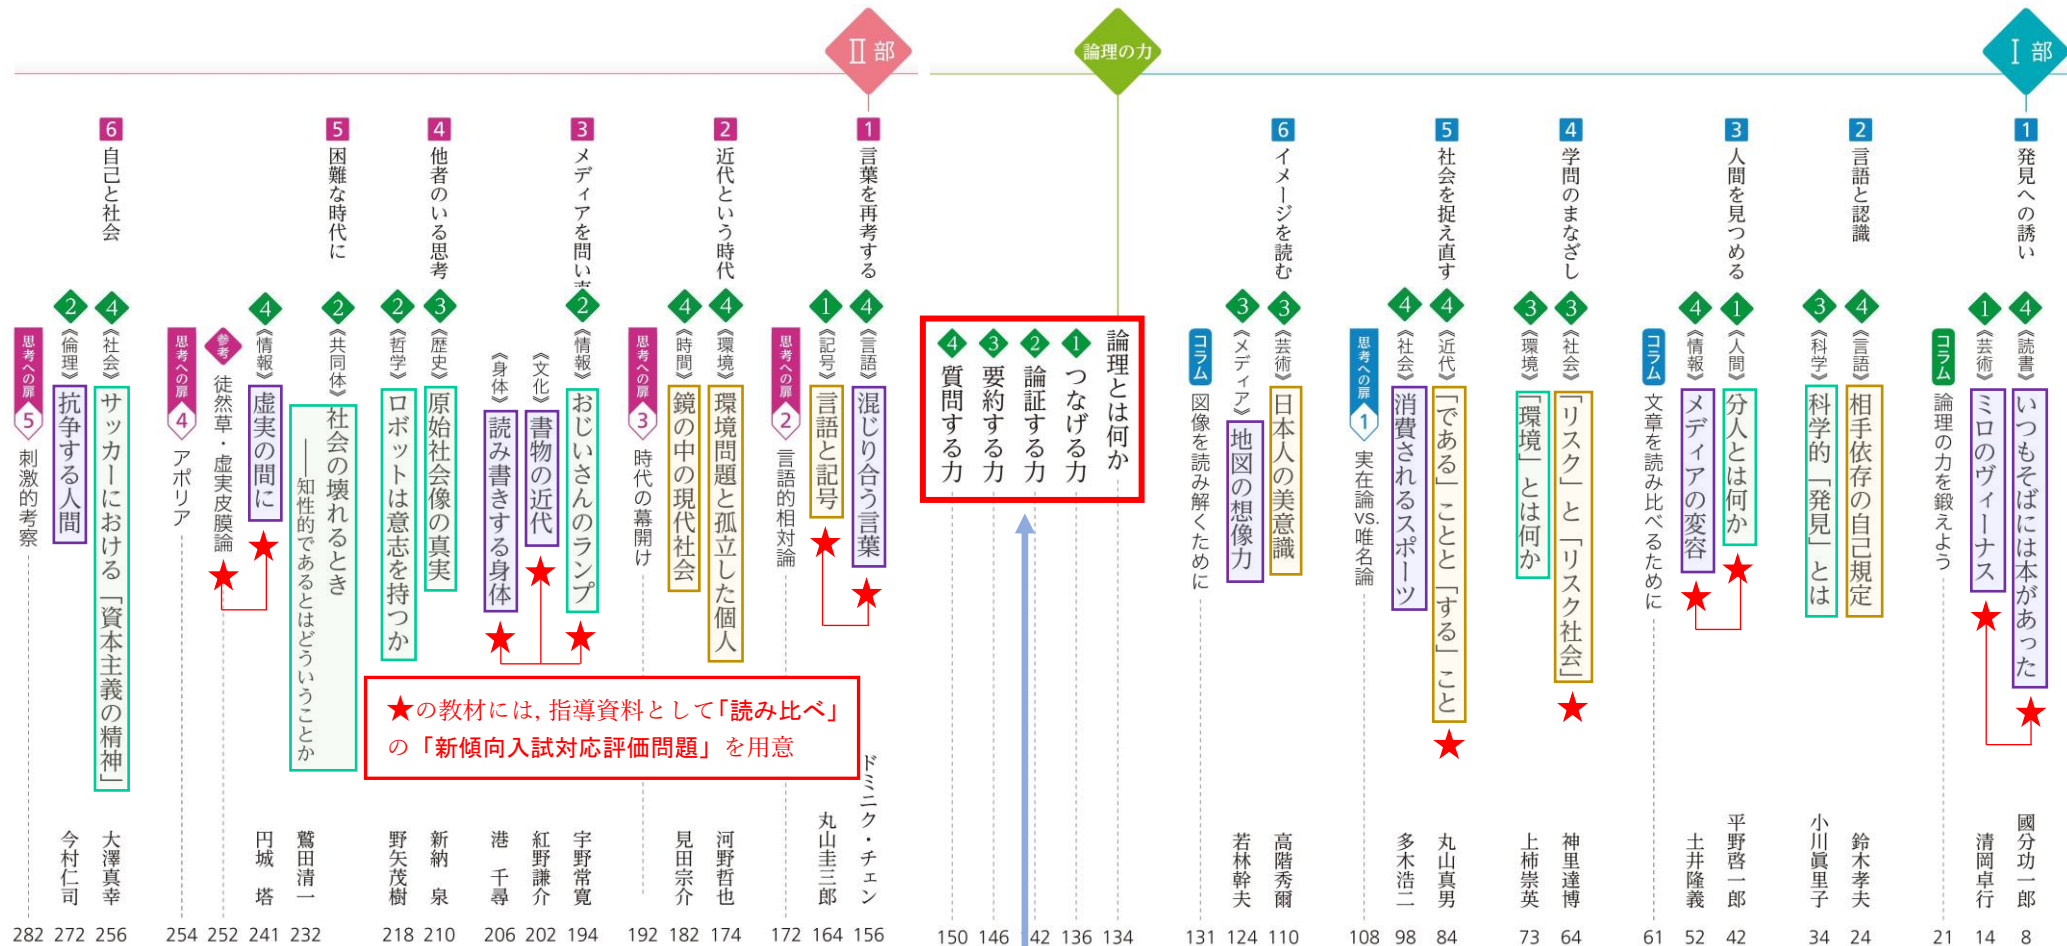 Ⅰ部
1 発見への誘い
4 《読書》 いつもそばには本があった 國分功一郎 8
1 《芸術》 ミロのヴィーナス 清岡卓行 14
コラム 論理の力を鍛えよう 21
2 言語と認識
4 《言語》 相手依存の自己規定 鈴木孝夫 24
3 《科学》 科学的「発見」とは 小川眞里子 34
3 人間を見つめる
1 《人間》 分人とは何か 平野啓一郎 42
4 《情報》 メディアの変容 土井隆義 52
コラム 文章を読み比べるために 61
4 学問のまなざし
3 《社会》 「リスク」と「リスク社会」 神里達博 64
3 《環境》 「環境」とは何か 上柿崇英 73
5 社会を捉え直す
4 《近代》 「である」ことと「する」こと 丸山真男 84
4 《社会》 消費されるスポーツ 多木浩二 98
思考への扉 1 実在論vs.唯名論 108
6 イメージを読む
3 《芸術》 日本人の美意識 高階秀爾 110
3 《メディア》 地図の想像力 若林幹夫 124
コラム 図像を読み解くために 131
論理の力
論理とは何か 134
1 つなげる力 136
2 論証する力 42
3 要約する力 146
4 質問する力 150
Ⅱ部
1 言葉を再考する
4 《言語》 混じり合う言葉 ドミニク・チェン 156
1 《記号》 言語と記号 丸山圭三郎 164
思考への扉 2 言語的相対論 172
2 近代という時代
4 《環境》 環境問題と孤立した個人 河野哲也 174
4 《時間》 鏡の中の現代社会 見田宗介 182
思考への扉 3 時代の幕開け 192
3 メディアを問い
2 《情報》 おじいさんのランプ 宇野常寛 194
《文化》 書物の近代 紅野謙介 202
《身体》 読み書きする身体 港 千尋 206
4 他者のいる思考
3 《歴史》 原始社会像の真実 新納 泉 210
2 《哲学》 ロボットは意志を持つか 野矢茂樹 218
5 困難な時代に
2 《共同体》 社会の壊れるとき
――知性的であるとはどういうことか 鷲田清一 232
4 《情報》 虚実の間に 円城 塔 241
参考 徒然草・虚実皮膜論 252
思考への扉 4 アポリア 254
6 自己と社会
4 《社会》 サッカーにおける「資本主義の精神」 大澤真幸 256
2 《倫理》 抗争する人間 今村仁司 272
思考への扉 5 刺激的考察 282
★の教材には,指導資料として「読み比べ」
の「新傾向入試対応評価問題」を用意